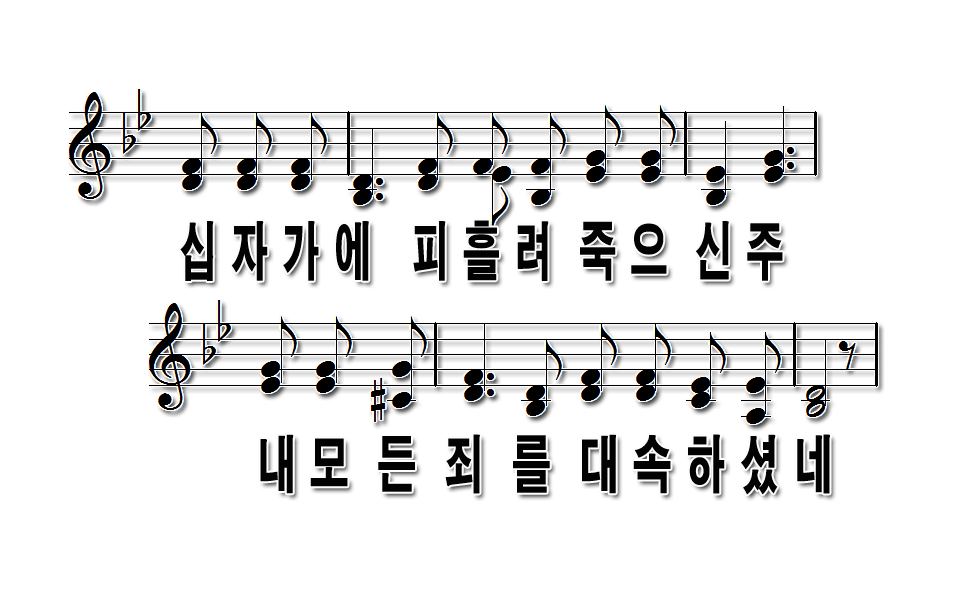 십 자 가 에 피 흘 려 죽 으 신 주
내 모 든 죄 를 대 속 하 셨 네